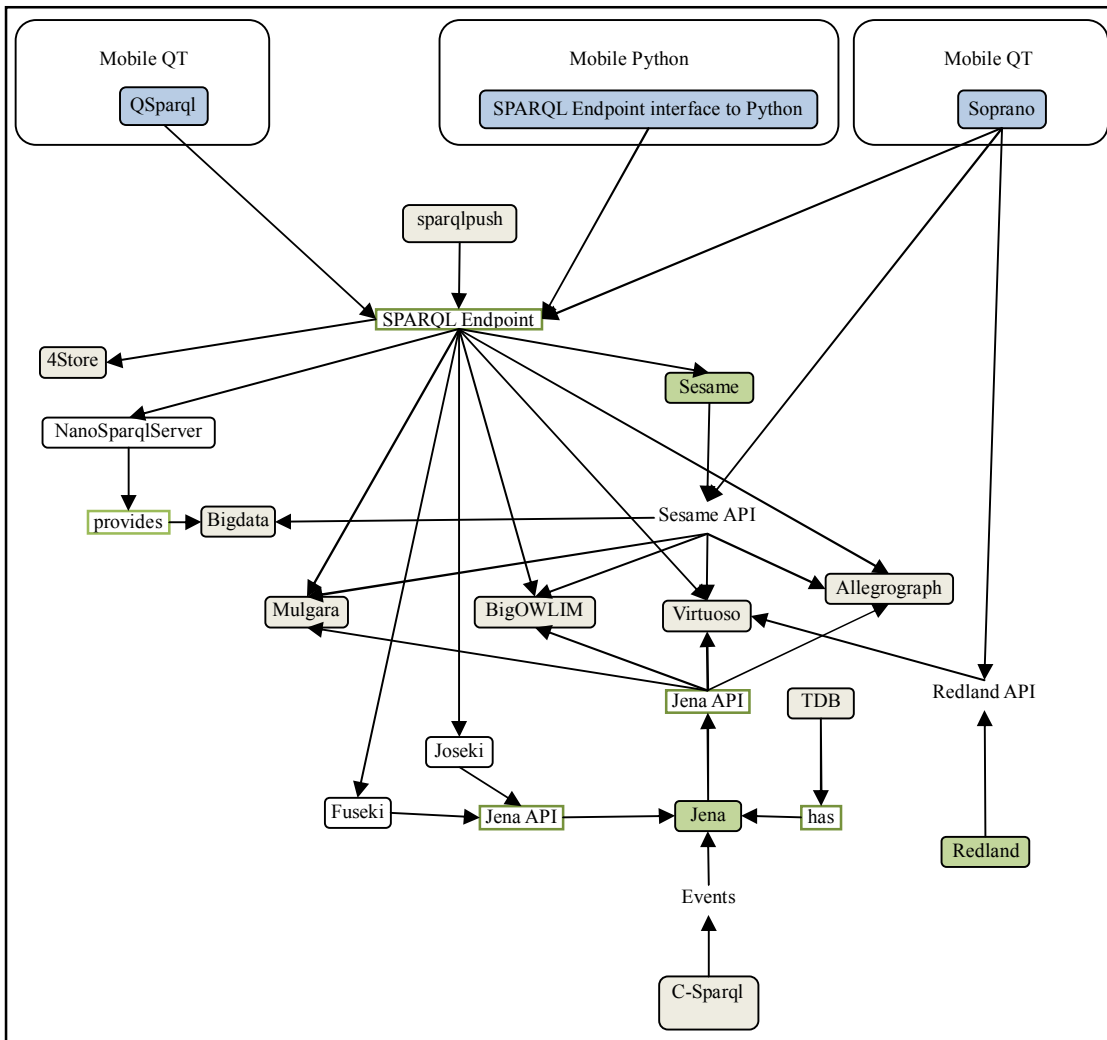 Mobile QT
Mobile Python
Mobile QT
QSparql
SPARQL Endpoint interface to Python
Soprano
sparqlpush
SPARQL Endpoint
4Store
Sesame
NanoSparqlServer
provides
Bigdata
Sesame API
Mulgara
BigOWLIM
Virtuoso
Allegrograph
Jena API
TDB
Redland API
Joseki
Fuseki
Jena API
Jena
has
Redland
Events
C-Sparql